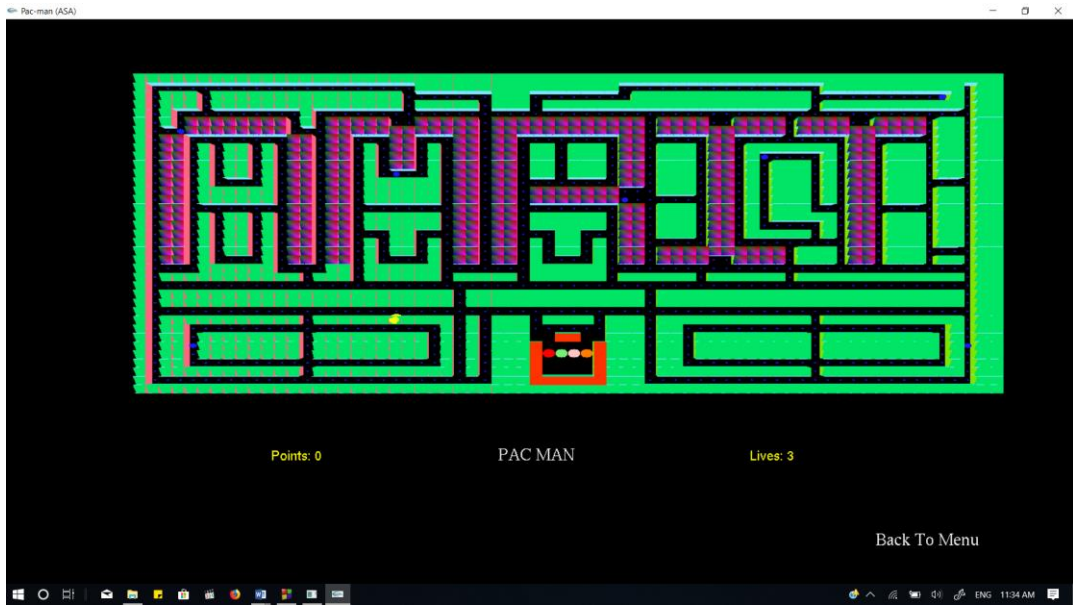 Pac-man (ASA)
Points: 0
PAC MAN
Lives: 3
Back To Menu
ENG
11:34 AM